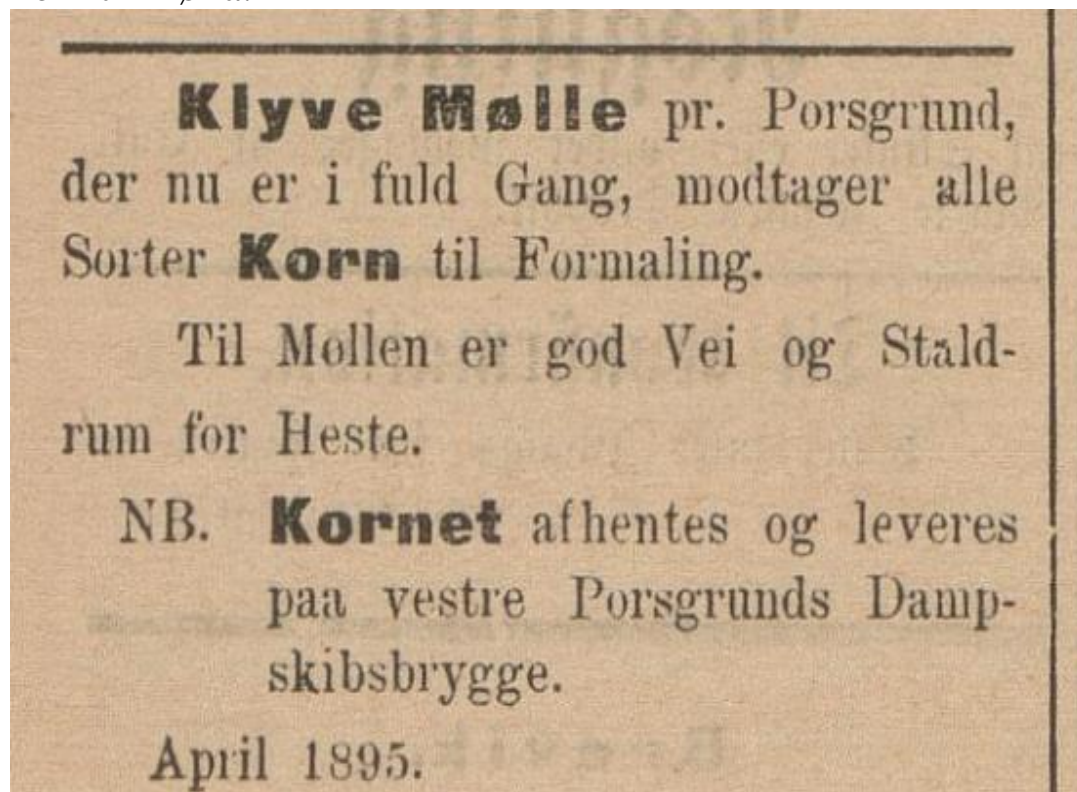 Klyve Mølle pr. Porsgrund,
der nu er i fuld Gang, modtager alle
Sorter Korn til Formaling.
Til Møllen er god Vei og Stald-
rum for Heste.
NB. Kornet afhentes og leveres
paa vestre Porsgrunds Damp-
skibsbrygge.
April 1895.